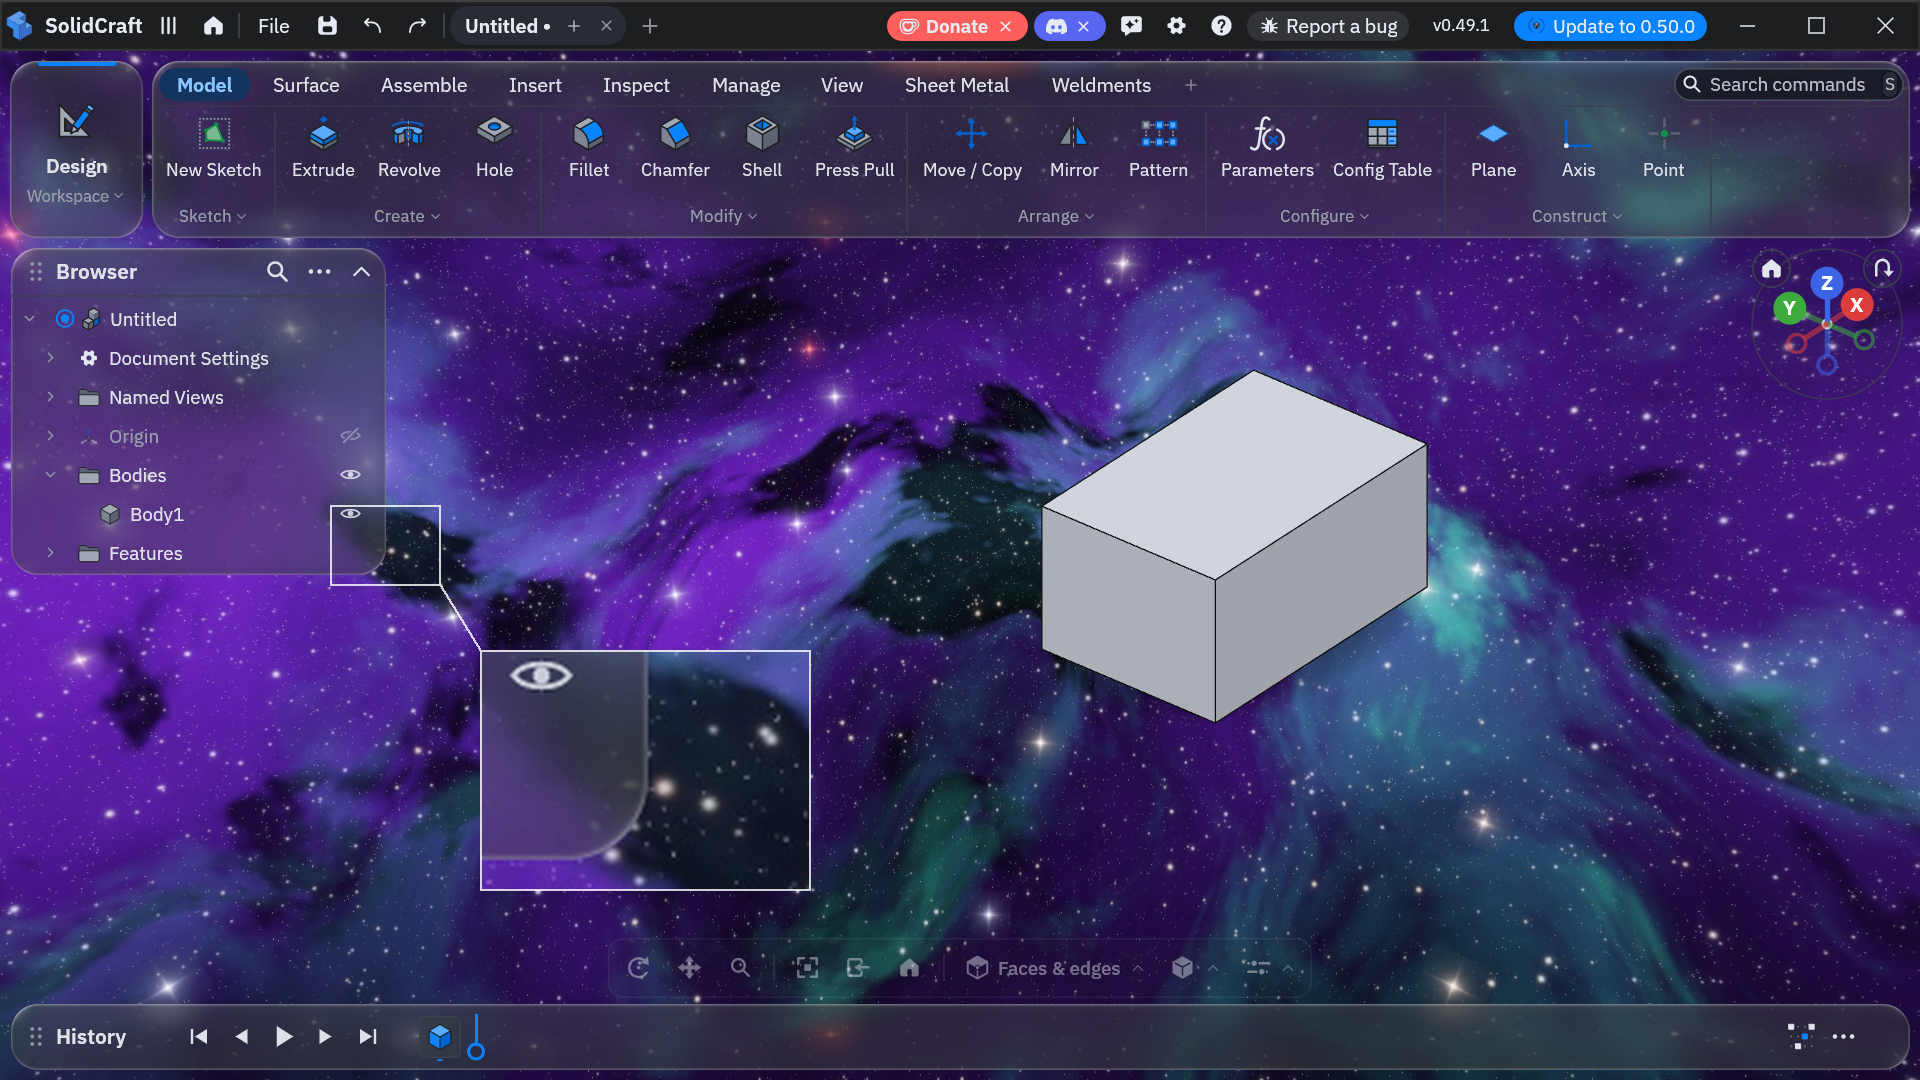 SolidCraft File Untitled • Donate Report a bug v0.49.1 Update to 0.50.0
Model Surface Assemble Insert Inspect Manage View Sheet Metal Weldments Search commands S
Design
Workspace
New Sketch Extrude Revolve Hole Fillet Chamfer Shell Press Pull Move / Copy Mirror Pattern Parameters Config Table Plane Axis Point
Sketch Create Modify Arrange Configure Construct
Browser
Untitled
Document Settings
Named Views
Origin
Bodies
Body1
Features
Z
Y X
Faces & edges
History